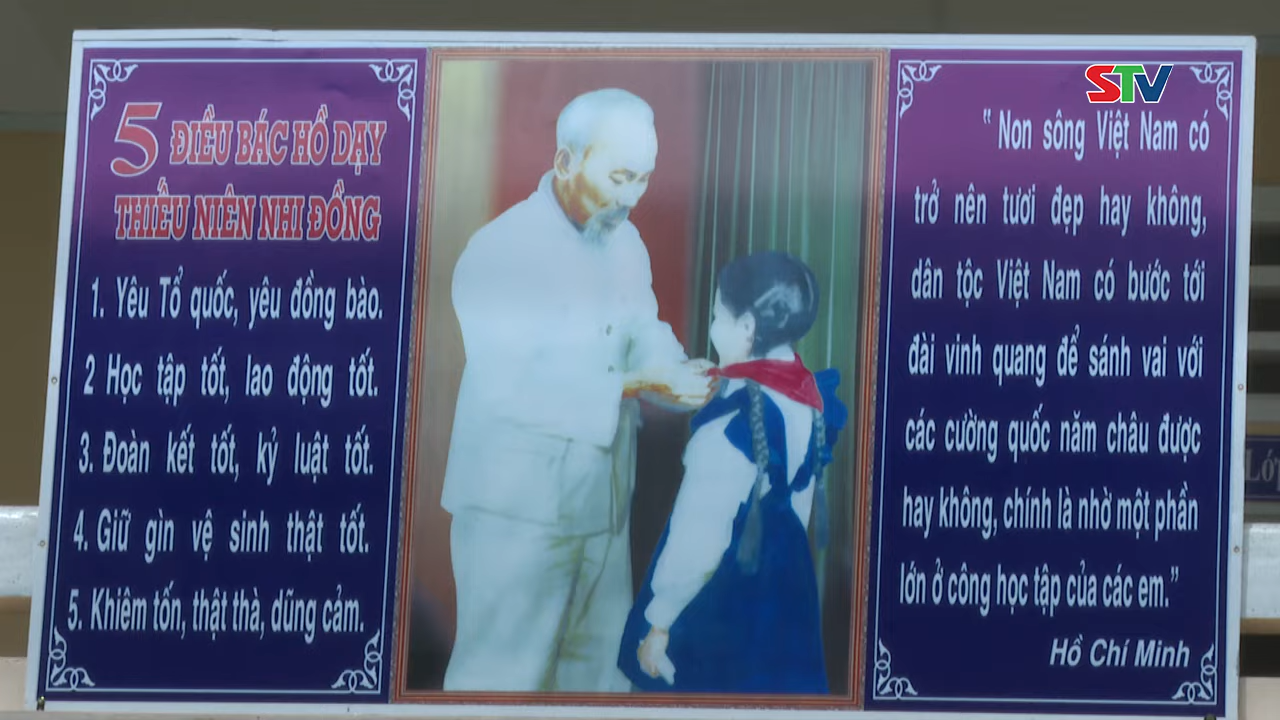 5 ĐIỀU BÁC HỒ DẠY
THIẾU NIÊN NHI ĐỒNG
1. Yêu Tổ quốc, yêu đồng bào.
2 Học tập tốt, lao động tốt.
3. Đoàn kết tốt, kỷ luật tốt.
4. Giữ gìn vệ sinh thật tốt.
5. Khiêm tốn, thật thà, dũng cảm.
STV
“ Non sông Việt Nam có
trở nên tươi đẹp hay không,
dân tộc Việt Nam có bước tới
đài vinh quang để sánh vai với
các cường quốc năm châu được
hay không, chính là nhờ một phần
lớn ở công học tập của các em.”
Hồ Chí Minh